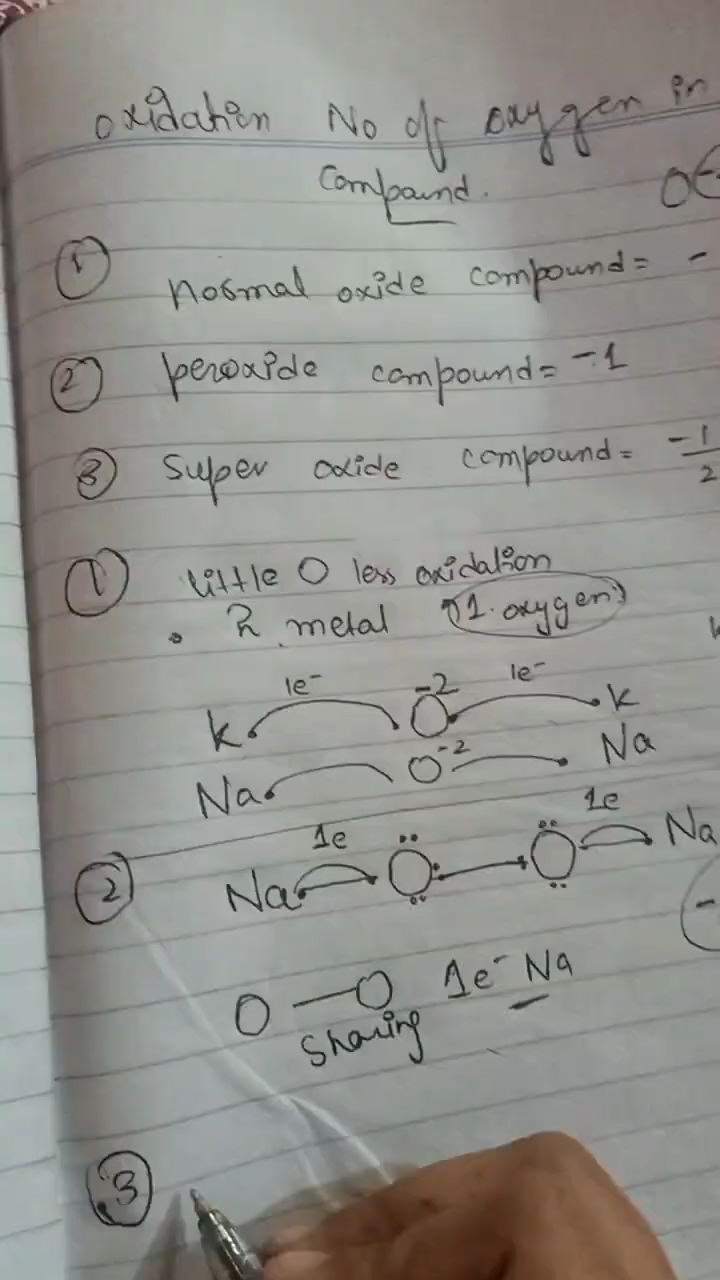 oxidation No of oxygen in
compound.
① normal oxide compound = -
② peroxide compound = -1
③ super oxide compound = -1/2
① little O less oxidation
• 2 metal (1. oxygen)
K 1e⁻ O⁻² 1e⁻ K
Na O⁻² Na
② Na 1e O O 1e Na
O — O 1e⁻ Na
sharing
③